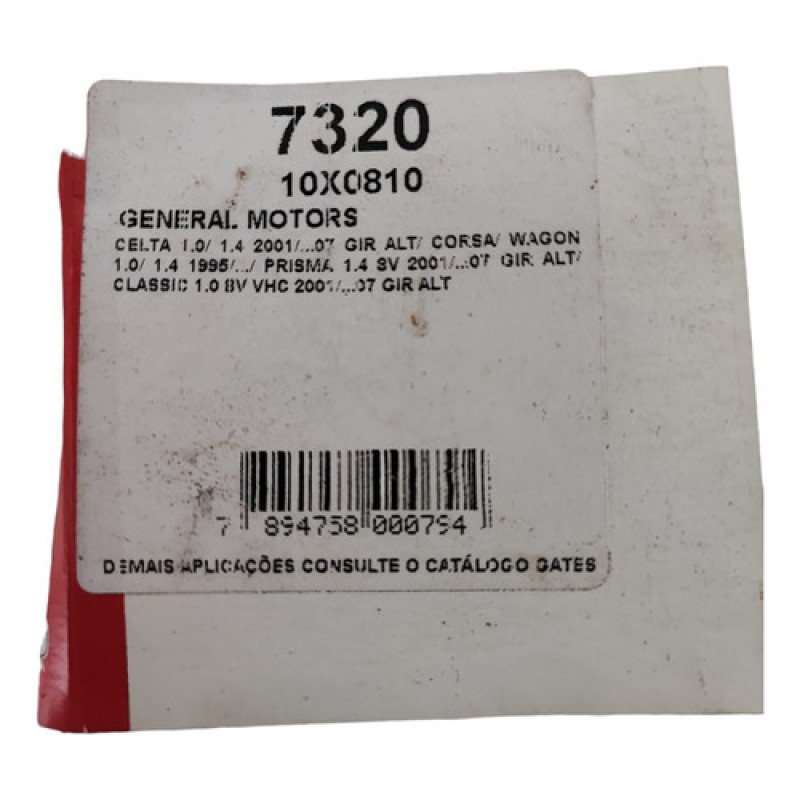 7320
10X0810
GENERAL MOTORS
CELTA 1.0/ 1.4 2001/...07 GIR ALT/ CORSA/ WAGON
1.0/ 1.4 1995/.../ PRISMA 1.4 8V 2001/...07 GIR ALT/
CLASSIC 1.0 8V VHC 2001/...07 GIR ALT
7 894758 000794
DEMAIS APLICAÇÕES CONSULTE O CATÁLOGO GATES